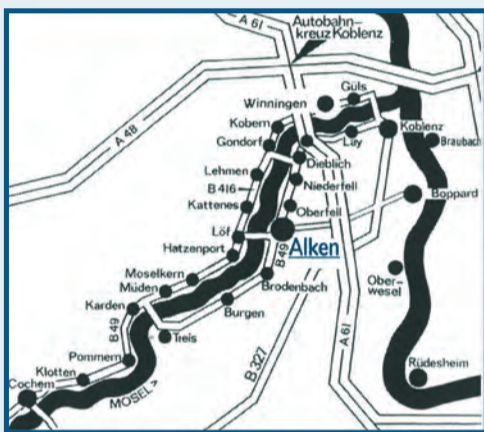 A 61
Autobahn-
kreuz Koblenz
Güls
Winningen
A 48
Kobern
Koblenz
Lay
Braubach
Gondorf
Dieblich
Lehmen
Niederfell
B 416
Boppard
Kattenes
Oberfell
Löf
Alken
Hatzenport
B 49
Moselkern
Ober-
wesel
Müden
Brodenbach
Karden
Burgen
B 49
Treis
A 61
B 327
Pommern
Rüdesheim
Klotten
Cochem
MOSEL >